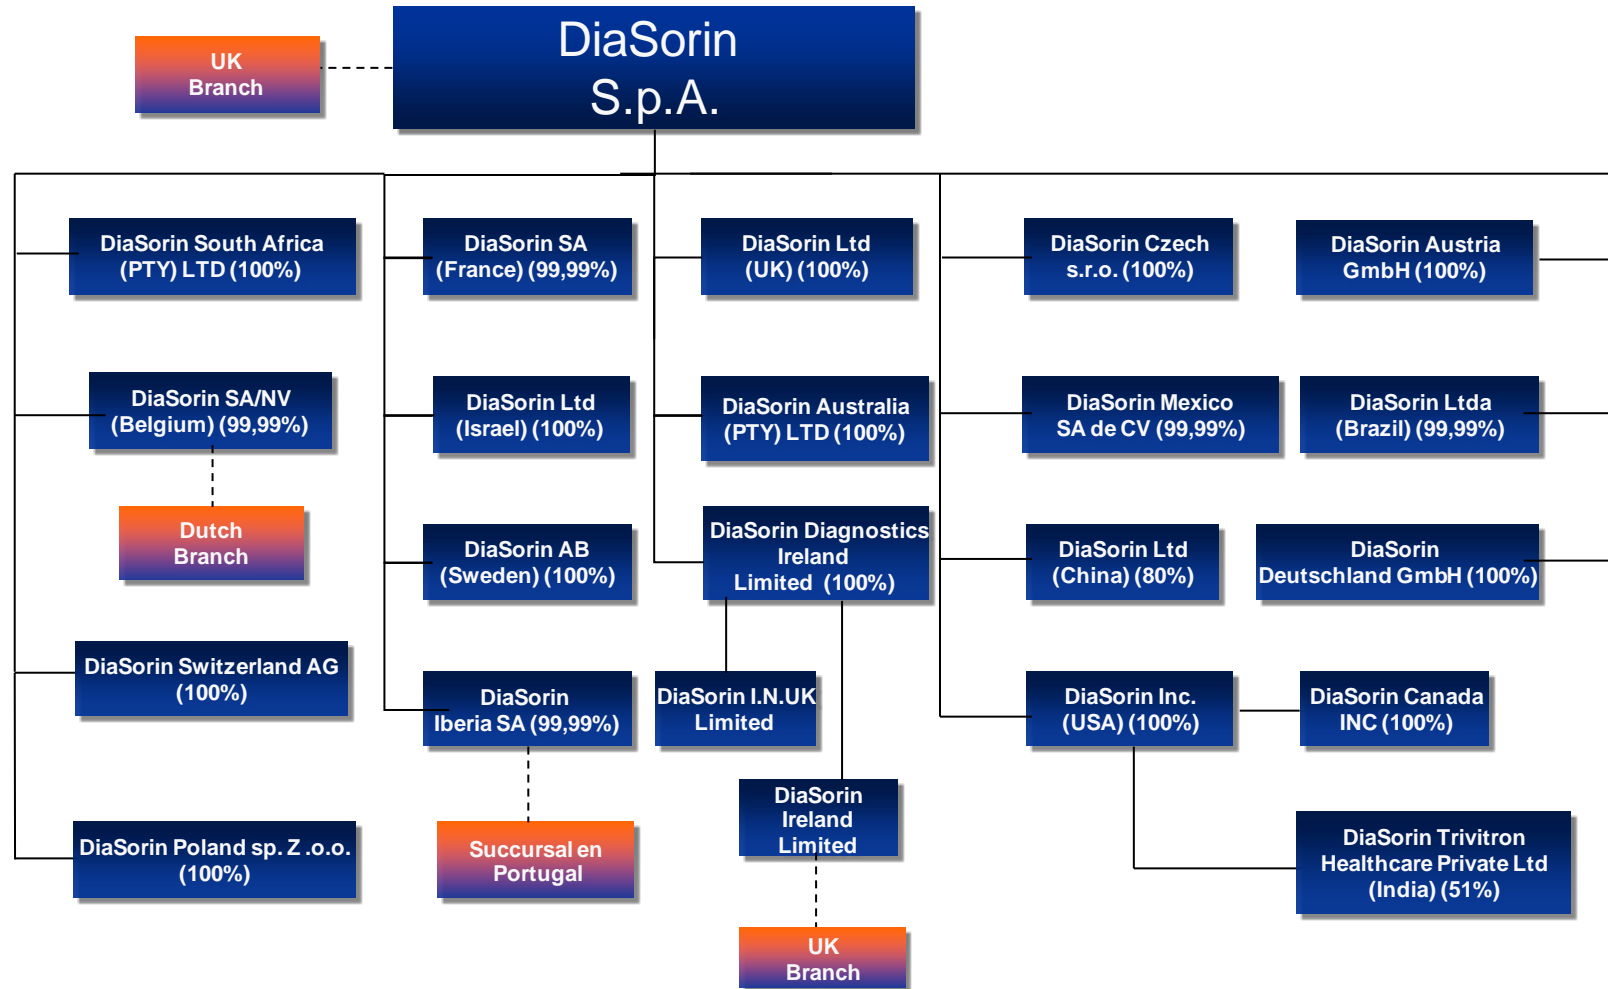 DiaSorin
S.p.A.
UK
Branch
DiaSorin South Africa
(PTY) LTD (100%)
DiaSorin SA
(France) (99,99%)
DiaSorin Ltd
(UK) (100%)
DiaSorin Czech
s.r.o. (100%)
DiaSorin Austria
GmbH (100%)
DiaSorin SA/NV
(Belgium) (99,99%)
DiaSorin Ltd
(Israel) (100%)
DiaSorin Australia
(PTY) LTD (100%)
DiaSorin Mexico
SA de CV (99,99%)
DiaSorin Ltda
(Brazil) (99,99%)
Dutch
Branch
DiaSorin AB
(Sweden) (100%)
DiaSorin Diagnostics
Ireland
Limited (100%)
DiaSorin Ltd
(China) (80%)
DiaSorin
Deutschland GmbH (100%)
DiaSorin Switzerland AG
(100%)
DiaSorin
Iberia SA (99,99%)
DiaSorin I.N.UK
Limited
DiaSorin Inc.
(USA) (100%)
DiaSorin Canada
INC (100%)
DiaSorin Poland sp. Z .o.o.
(100%)
Succursal en
Portugal
DiaSorin
Ireland
Limited
DiaSorin Trivitron
Healthcare Private Ltd
(India) (51%)
UK
Branch